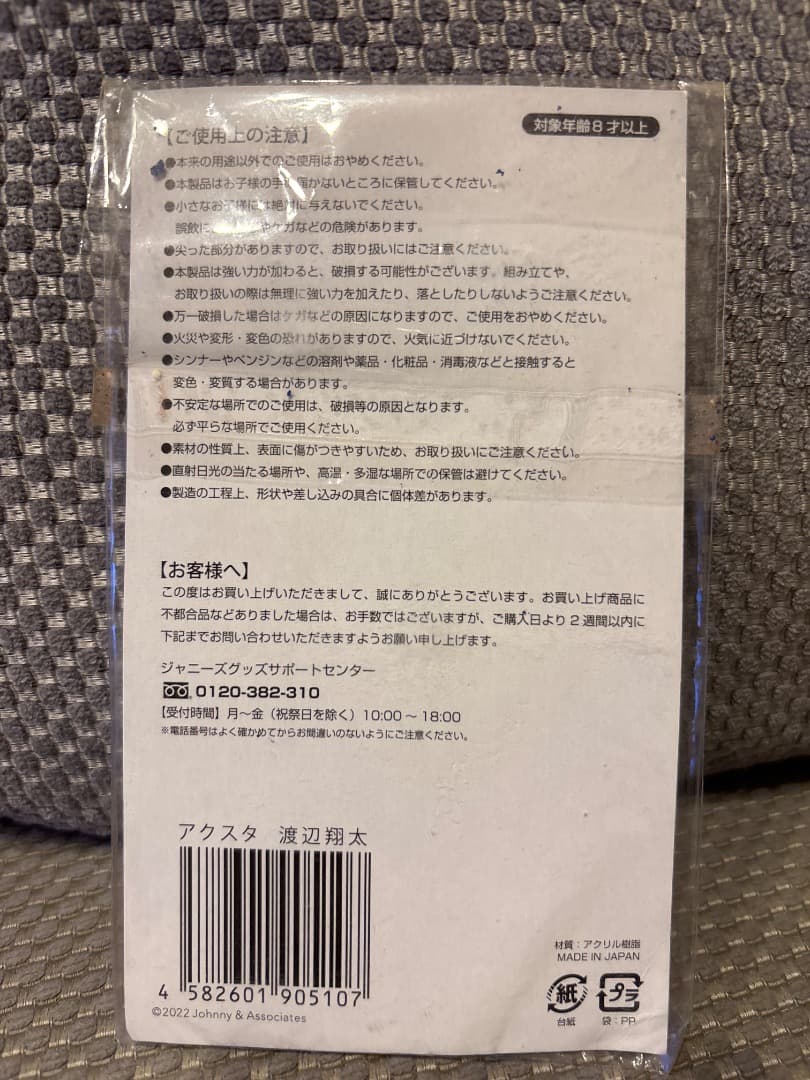 【ご使用上の注意】
対象年齢8才以上
●本来の用途以外でのご使用はおやめください。
●本製品はお子様の手の届かないところに保管してください。
●小さなお子様には絶対に与えないでください。
誤飲に やケガなどの危険があります。
●尖った部分がありますので、お取り扱いにはご注意ください。
●本製品は強い力が加わると、破損する可能性がございます。組み立てや、
お取り扱いの際は無理に強い力を加えたり、落としたりしないようご注意ください。
●万一破損した場合はケガなどの原因になりますので、ご使用をおやめください。
●火災や変形・変色の恐れがありますので、火気に近づけないでください。
●シンナーやベンジンなどの溶剤や薬品・化粧品・消毒液などと接触すると
変色・変質する場合があります。
●不安定な場所でのご使用は、破損等の原因となります。
必ず平らな場所でご使用ください。
●素材の性質上、表面に傷がつきやすいため、お取り扱いにご注意ください。
●直射日光の当たる場所や、高温・多湿な場所での保管は避けてください。
●製造の工程上、形状や差し込みの具合に個体差があります。
【お客様へ】
この度はお買い上げいただきまして、誠にありがとうございます。お買い上げ商品に
不都合品などありました場合は、お手数ではございますが、ご購入日より2週間以内に
下記までお問い合わせいただきますようお願い申し上げます。
ジャニーズグッズサポートセンター
0120-382-310
【受付時間】月〜金（祝祭日を除く）10:00〜18:00
※電話番号はよく確かめてからお間違いのないようにご注意ください。
アクスタ 渡辺翔太
4 582601 905107
©2022 Johnny & Associates
材質：アクリル樹脂
MADE IN JAPAN
紙 プラ
台紙 袋：PP